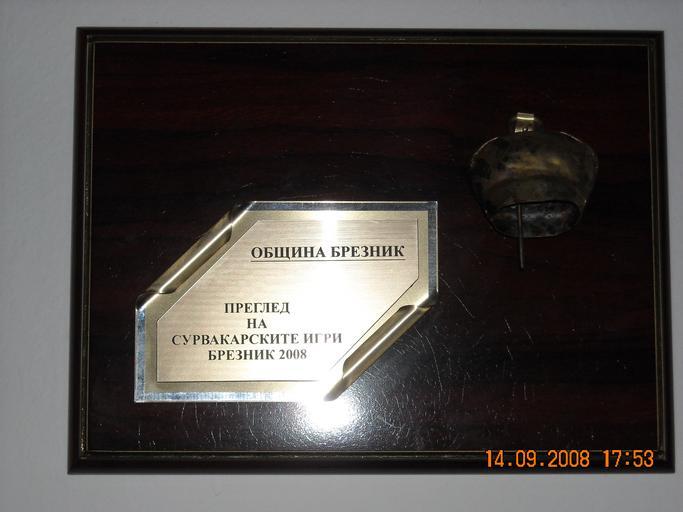 ОБЩИНА БРЕЗНИК
ПРЕГЛЕД
НА
СУРВАКАРСКИТЕ ИГРИ
БРЕЗНИК 2008
14.09.2008 17:53